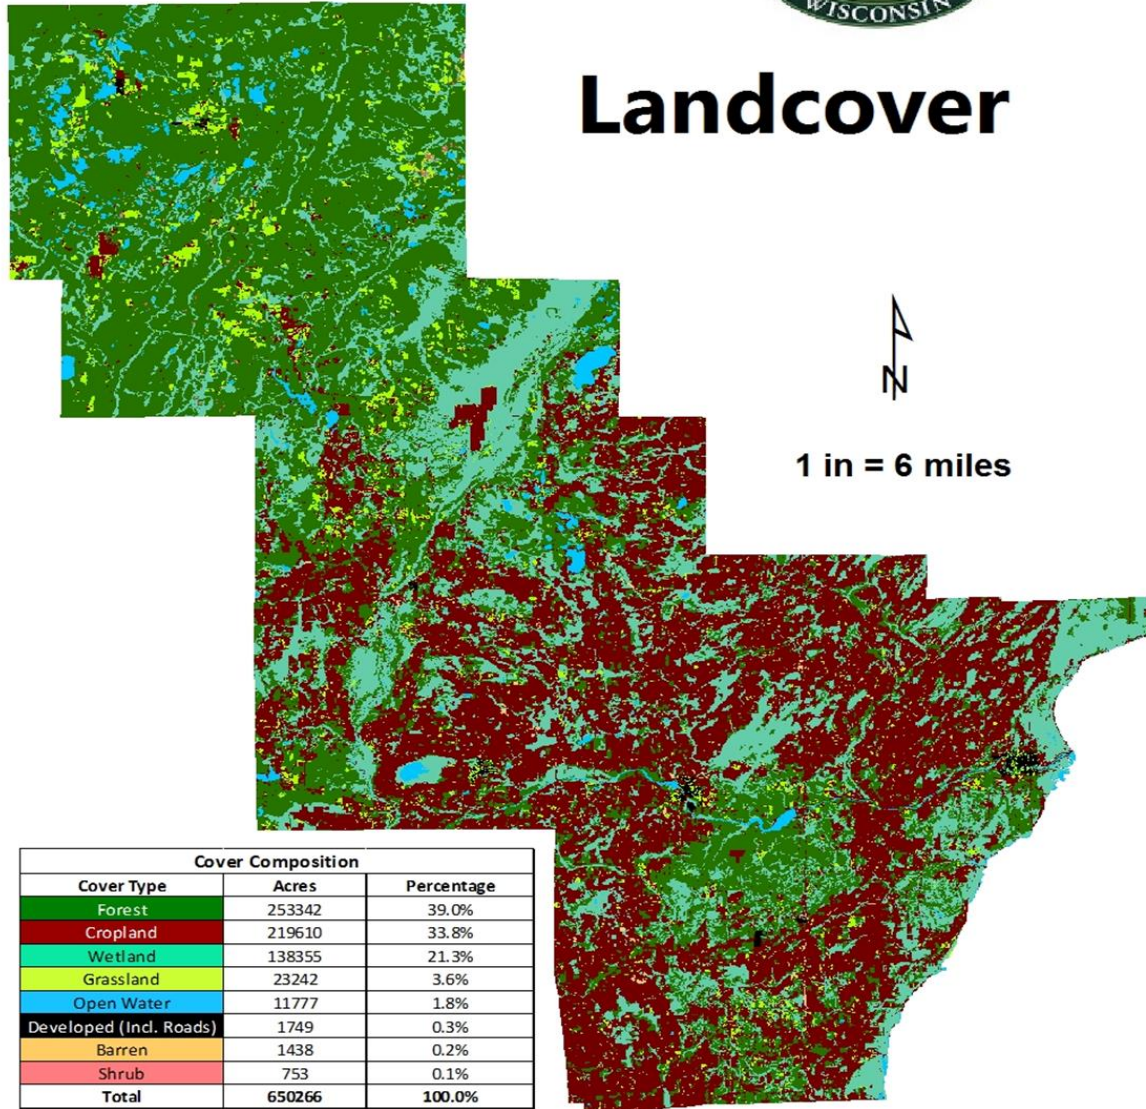 WISCONSIN
Landcover
N
1 in = 6 miles
Cover Composition
Cover Type Acres Percentage
Forest 253342 39.0%
Cropland 219610 33.8%
Wetland 138355 21.3%
Grassland 23242 3.6%
Open Water 11777 1.8%
Developed (Incl. Roads) 1749 0.3%
Barren 1438 0.2%
Shrub 753 0.1%
Total 650266 100.0%